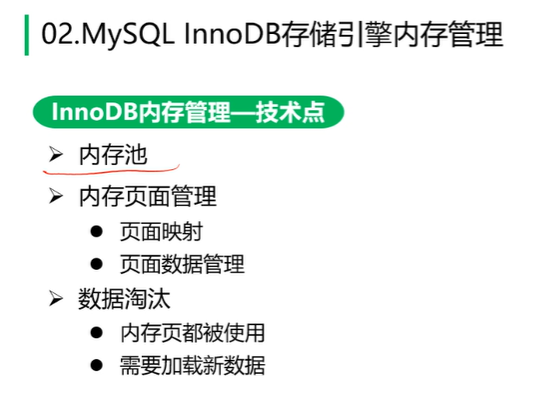 02.MySQL InnoDB存储引擎内存管理
InnoDB内存管理—技术点
➢ 内存池
➢ 内存页面管理
● 页面映射
● 页面数据管理
➢ 数据淘汰
● 内存页都被使用
● 需要加载新数据